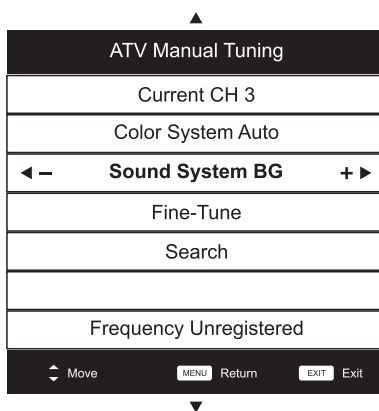 ATV Manual Tuning
Current CH 3
Color System Auto
◀ – Sound System BG + ▶
Fine-Tune
Search
Frequency Unregistered
Move MENU Return EXIT Exit